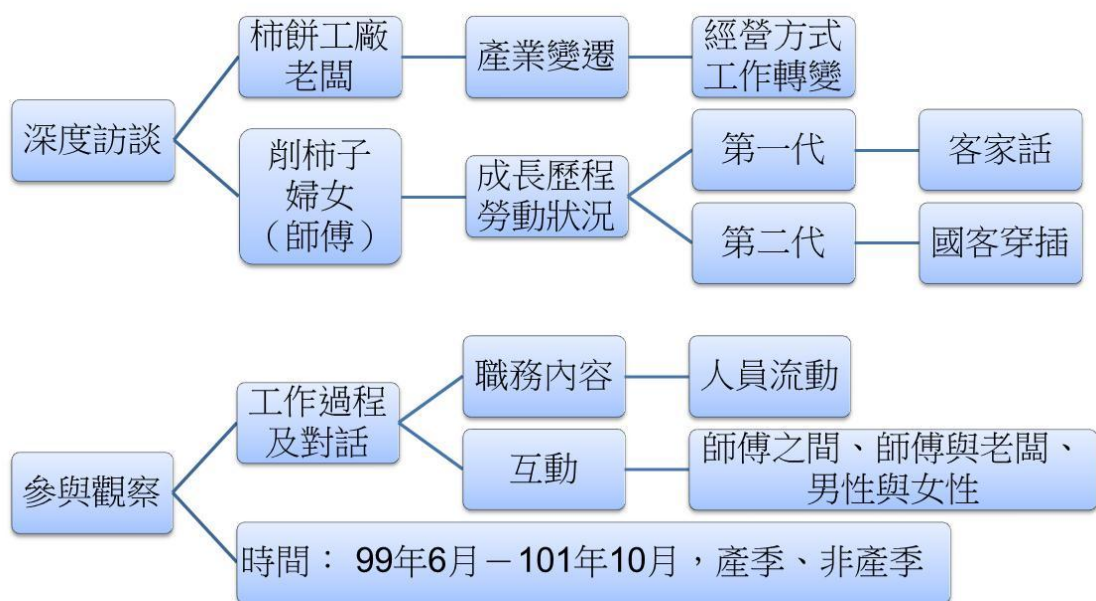 柿餅工廠
老闆
產業變遷
經營方式
工作轉變
深度訪談
削柿子
婦女
（師傅）
成長歷程
勞動狀況
第一代
客家話
第二代
國客穿插
參與觀察
工作過程
及對話
職務內容
人員流動
互動
師傅之間、師傅與老闆、
男性與女性
時間： 99年6月－101年10月，產季、非產季